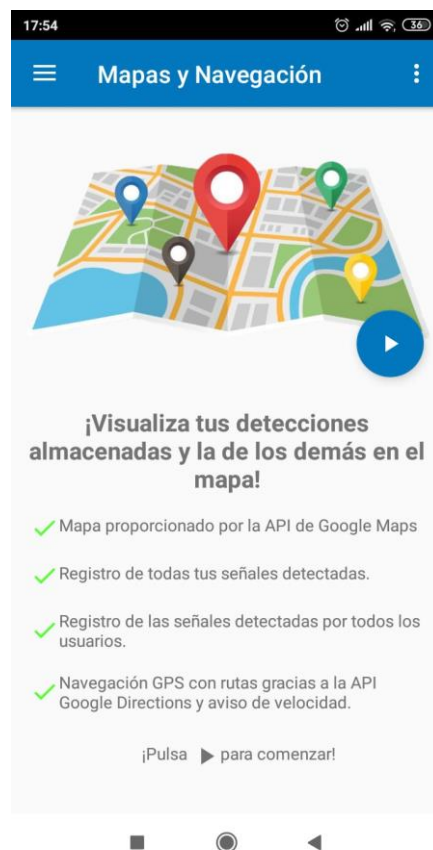 17:54
36
Mapas y Navegación
¡Visualiza tus detecciones
almacenadas y la de los demás en el
mapa!
Mapa proporcionado por la API de Google Maps
Registro de todas tus señales detectadas.
Registro de las señales detectadas por todos los
usuarios.
Navegación GPS con rutas gracias a la API
Google Directions y aviso de velocidad.
¡Pulsa para comenzar!